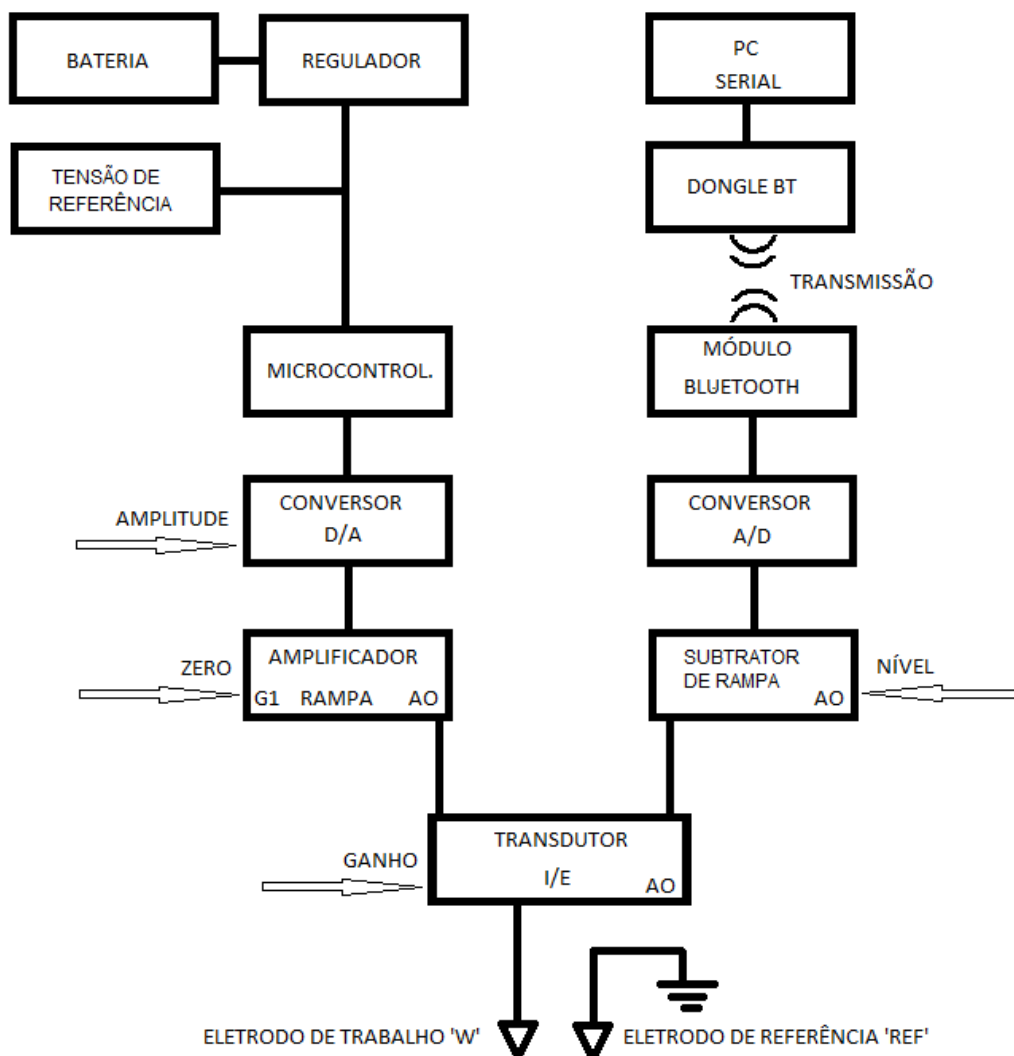 BATERIA
REGULADOR
PC
SERIAL
TENSÃO DE
REFERÊNCIA
DONGLE BT
TRANSMISSÃO
MICROCONTROL.
MÓDULO
BLUETOOTH
AMPLITUDE
CONVERSOR
D/A
CONVERSOR
A/D
ZERO
AMPLIFICADOR
G1 RAMPA AO
SUBTRATOR
DE RAMPA
AO
NÍVEL
GANHO
TRANSDUTOR
I/E
AO
ELETRODO DE TRABALHO 'W'
ELETRODO DE REFERÊNCIA 'REF'